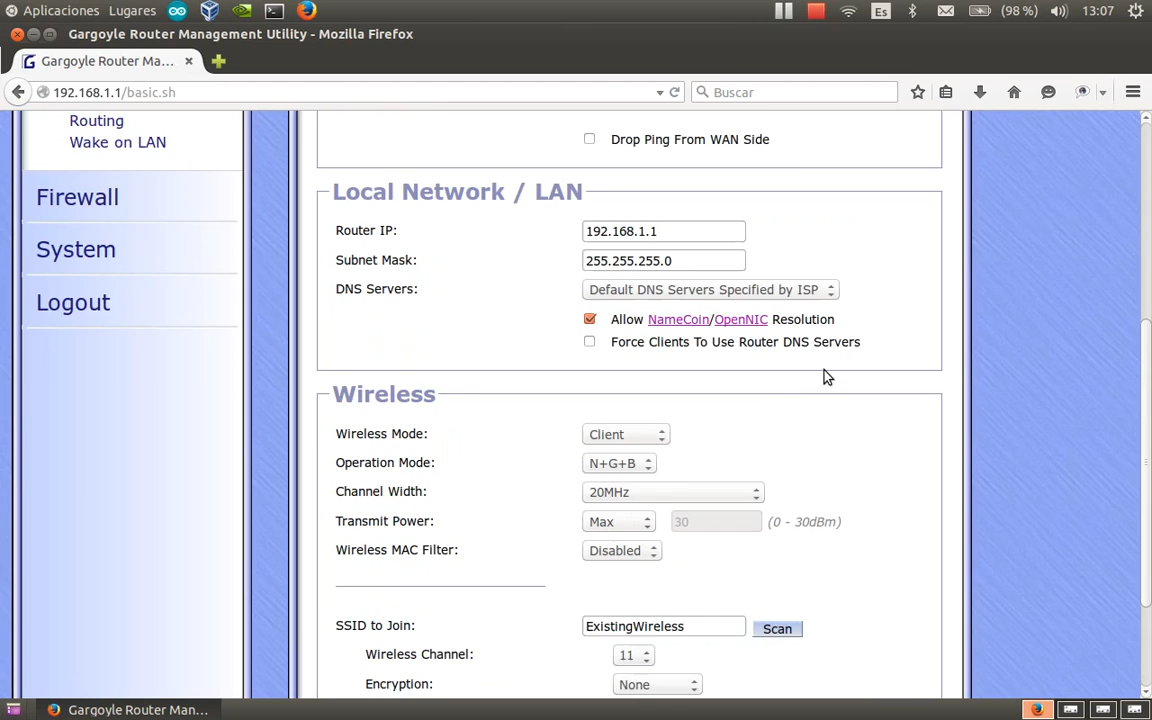 Aplicaciones Lugares Es (98 %) 13:07
Gargoyle Router Management Utility - Mozilla Firefox
G Gargoyle Router Ma...
192.168.1.1/basic.sh Buscar
Routing
Wake on LAN
Firewall
System
Logout
Drop Ping From WAN Side
Local Network / LAN
Router IP: 192.168.1.1
Subnet Mask: 255.255.255.0
DNS Servers: Default DNS Servers Specified by ISP
Allow NameCoin/OpenNIC Resolution
Force Clients To Use Router DNS Servers
Wireless
Wireless Mode: Client
Operation Mode: N+G+B
Channel Width: 20MHz
Transmit Power: Max 30 (0 - 30dBm)
Wireless MAC Filter: Disabled
SSID to Join: ExistingWireless Scan
Wireless Channel: 11
Encryption: None
Gargoyle Router Man...